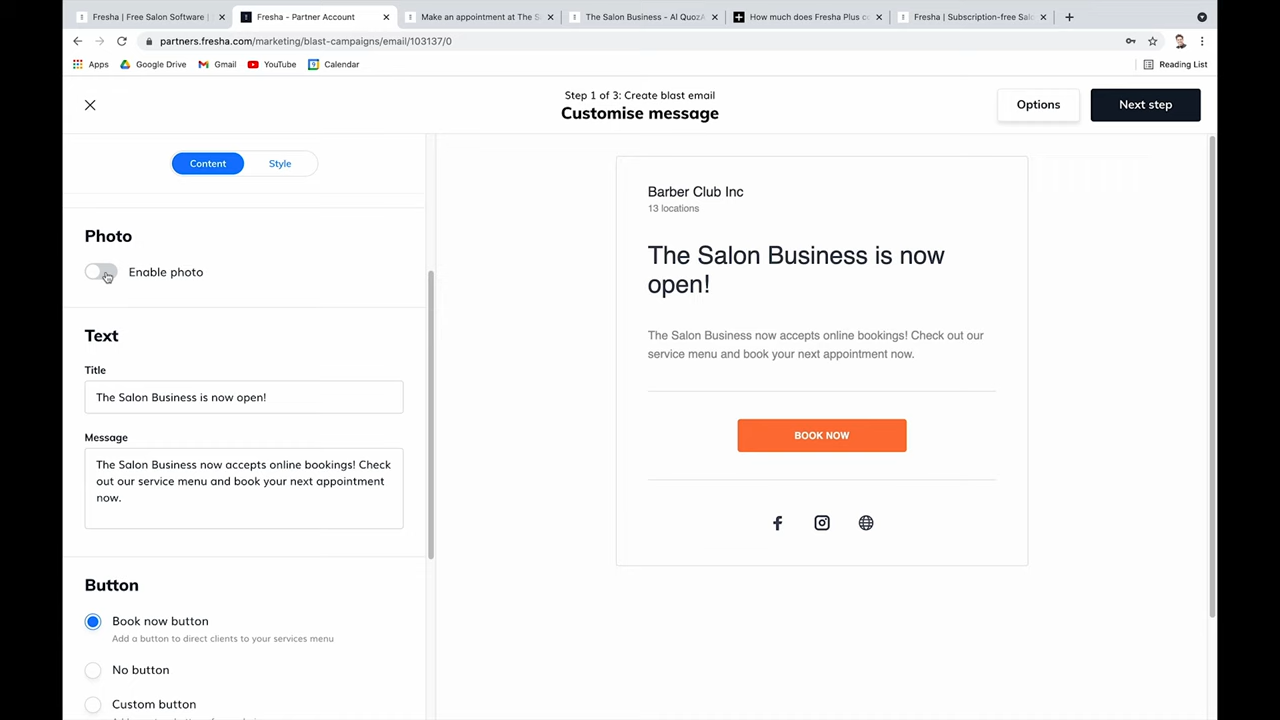 Fresha | Free Salon Software |
Fresha - Partner Account
Make an appointment at The S
The Salon Business - Al QuozA
How much does Fresha Plus co
Fresha | Subscription-free Salo
partners.fresha.com/marketing/blast-campaigns/email/103137/0
Apps
Google Drive
Gmail
YouTube
Calendar
Reading List
Step 1 of 3: Create blast email
Customise message
Options
Next step
Content
Style
Photo
Enable photo
Text
Title
The Salon Business is now open!
Message
The Salon Business now accepts online bookings! Check
out our service menu and book your next appointment
now.
Button
Book now button
Add a button to direct clients to your services menu
No button
Custom button
Barber Club Inc
13 locations
The Salon Business is now
open!
The Salon Business now accepts online bookings! Check out our
service menu and book your next appointment now.
BOOK NOW